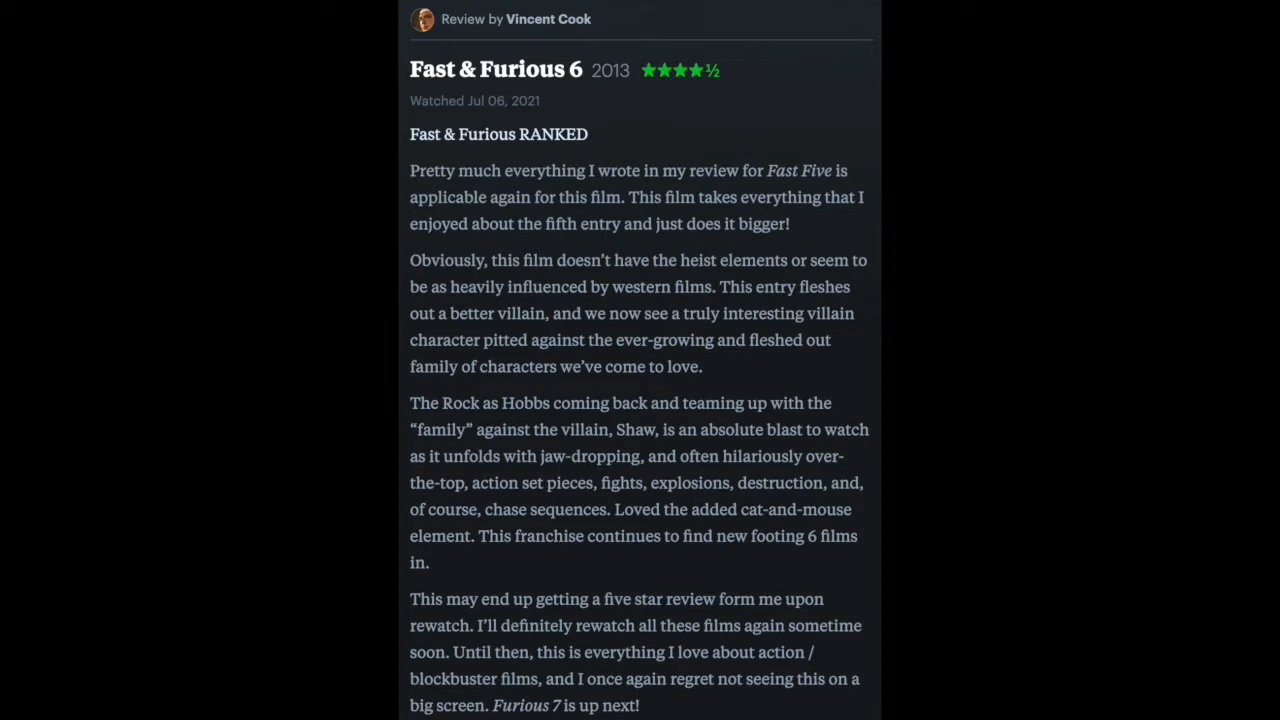 Review by Vincent Cook
Fast & Furious 6 2013 ★★★★½
Watched Jul 06, 2021
Fast & Furious RANKED
Pretty much everything I wrote in my review for Fast Five is
applicable again for this film. This film takes everything that I
enjoyed about the fifth entry and just does it bigger!
Obviously, this film doesn’t have the heist elements or seem to
be as heavily influenced by western films. This entry fleshes
out a better villain, and we now see a truly interesting villain
character pitted against the ever-growing and fleshed out
family of characters we’ve come to love.
The Rock as Hobbs coming back and teaming up with the
“family” against the villain, Shaw, is an absolute blast to watch
as it unfolds with jaw-dropping, and often hilariously over-
the-top, action set pieces, fights, explosions, destruction, and,
of course, chase sequences. Loved the added cat-and-mouse
element. This franchise continues to find new footing 6 films
in.
This may end up getting a five star review form me upon
rewatch. I’ll definitely rewatch all these films again sometime
soon. Until then, this is everything I love about action /
blockbuster films, and I once again regret not seeing this on a
big screen. Furious 7 is up next!